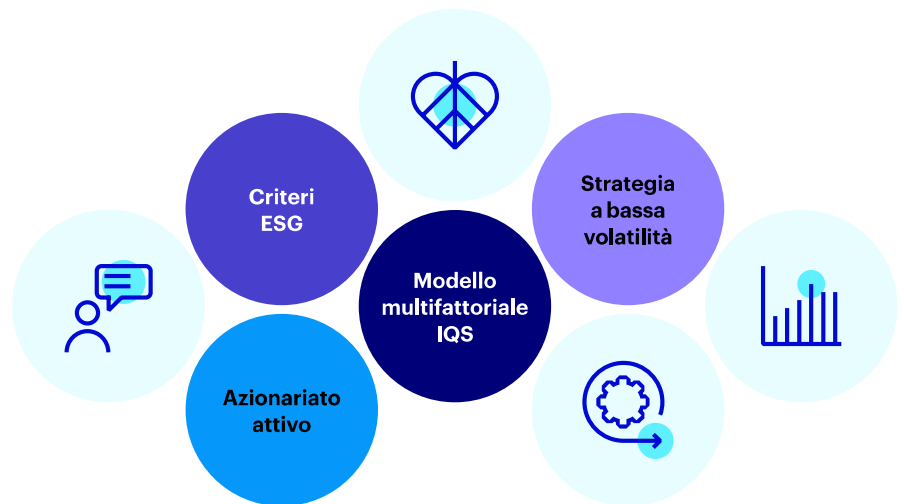 Criteri
ESG
Strategia
a bassa
volatilità
Modello
multifattoriale
IQS
Azionariato
attivo